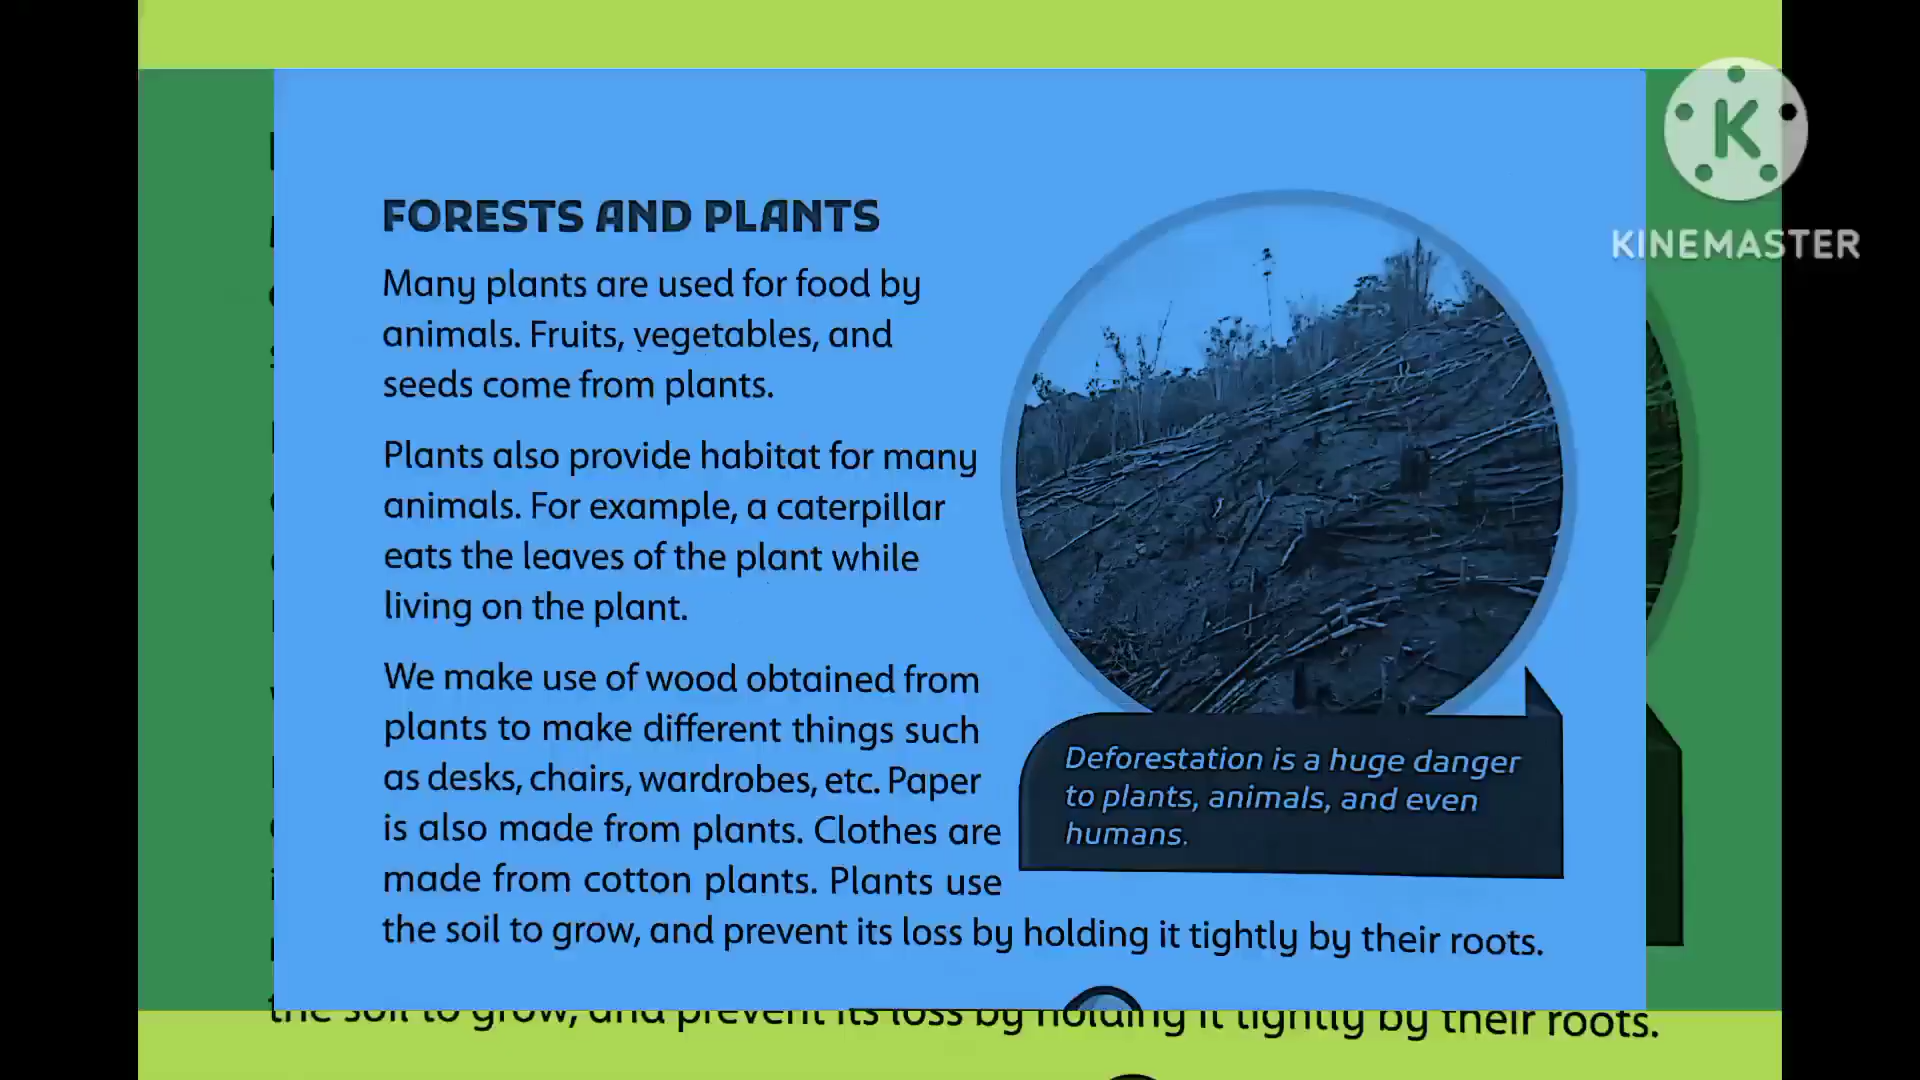 FORESTS AND PLANTS
Many plants are used for food by
animals. Fruits, vegetables, and
seeds come from plants.
Plants also provide habitat for many
animals. For example, a caterpillar
eats the leaves of the plant while
living on the plant.
We make use of wood obtained from
plants to make different things such
as desks, chairs, wardrobes, etc. Paper
is also made from plants. Clothes are
made from cotton plants. Plants use
the soil to grow, and prevent its loss by holding it tightly by their roots.
Deforestation is a huge danger
to plants, animals, and even
humans.
the soil to grow, and prevent its loss by holding it tightly by their roots.
KINEMASTER